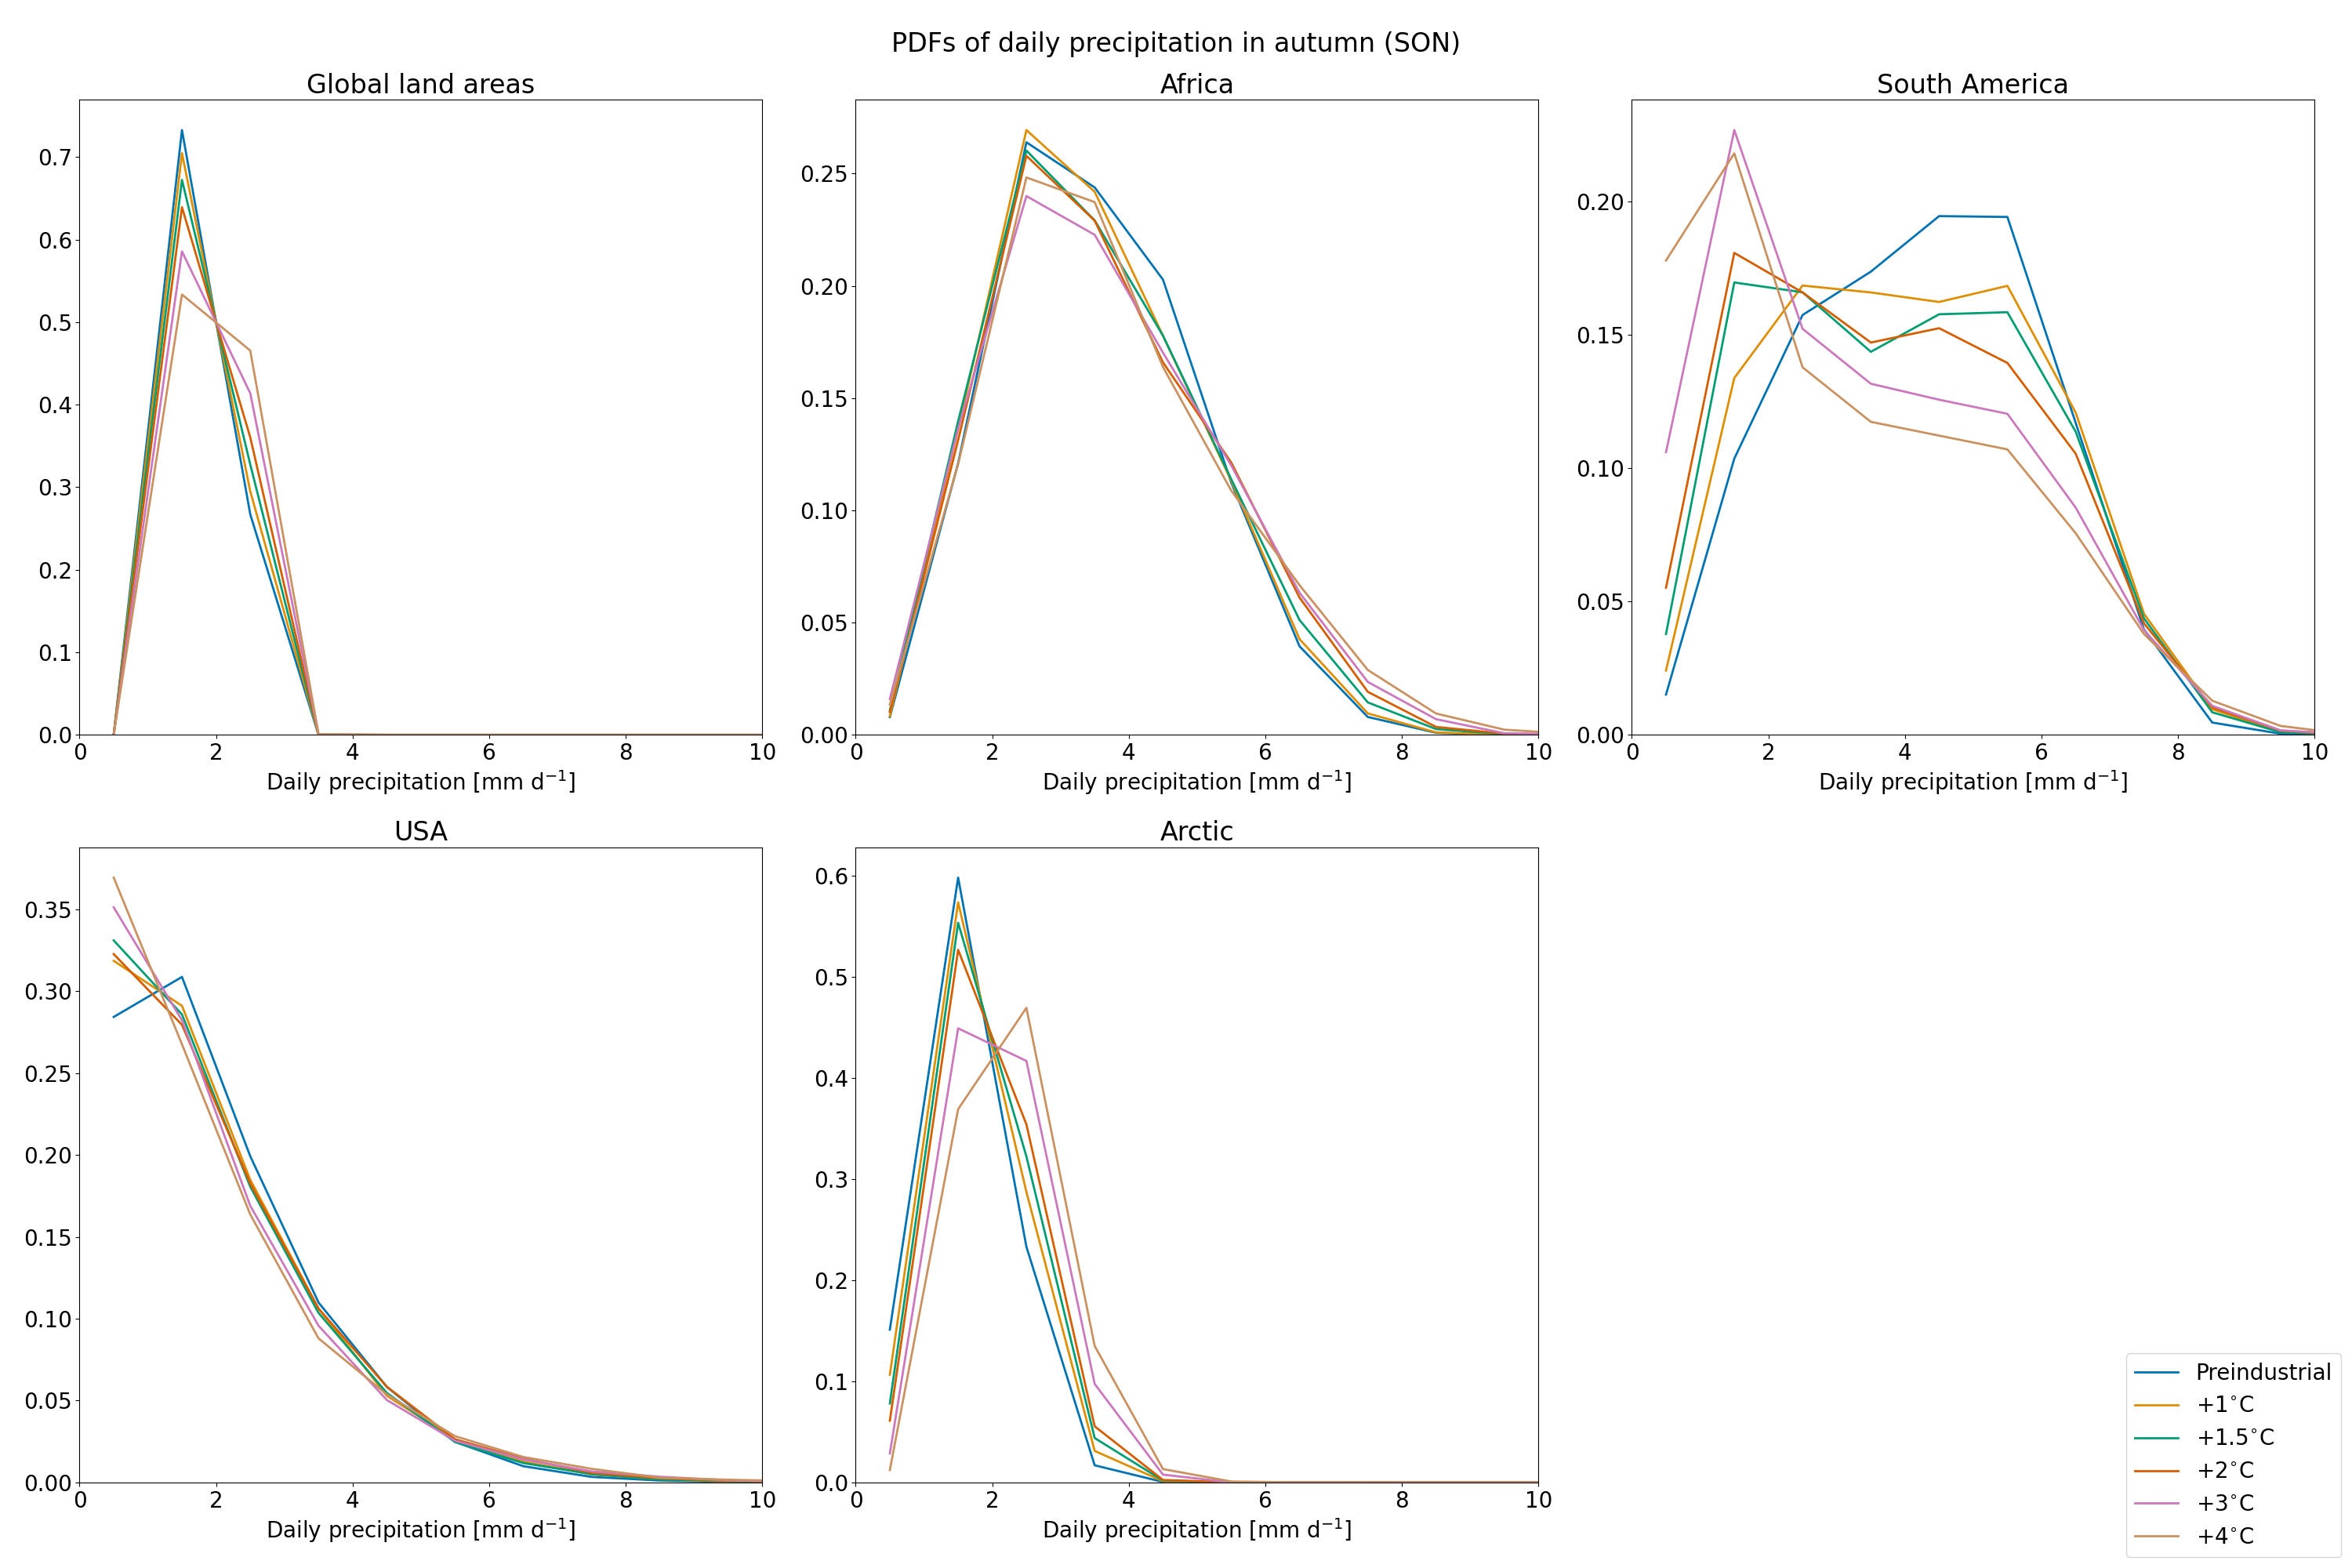 PDFs of daily precipitation in autumn (SON)
Global land areas
0.7
0.6
0.5
0.4
0.3
0.2
0.1
0.0
0 2 4 6 8 10
Daily precipitation [mm d⁻¹]
Africa
0.25
0.20
0.15
0.10
0.05
0.00
0 2 4 6 8 10
Daily precipitation [mm d⁻¹]
South America
0.20
0.15
0.10
0.05
0.00
0 2 4 6 8 10
Daily precipitation [mm d⁻¹]
USA
0.35
0.30
0.25
0.20
0.15
0.10
0.05
0.00
0 2 4 6 8 10
Daily precipitation [mm d⁻¹]
Arctic
0.6
0.5
0.4
0.3
0.2
0.1
0.0
0 2 4 6 8 10
Daily precipitation [mm d⁻¹]
Preindustrial
+1°C
+1.5°C
+2°C
+3°C
+4°C